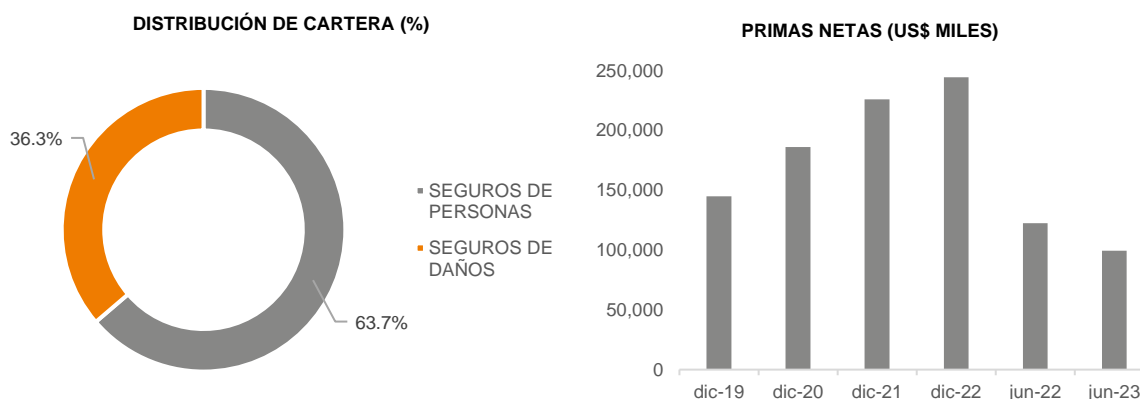 DISTRIBUCIÓN DE CARTERA (%)
36.3%
63.7%
SEGUROS DE
PERSONAS
SEGUROS DE
DAÑOS
PRIMAS NETAS (US$ MILES)
250,000
200,000
150,000
100,000
50,000
0
dic-19 dic-20 dic-21 dic-22 jun-22 jun-23